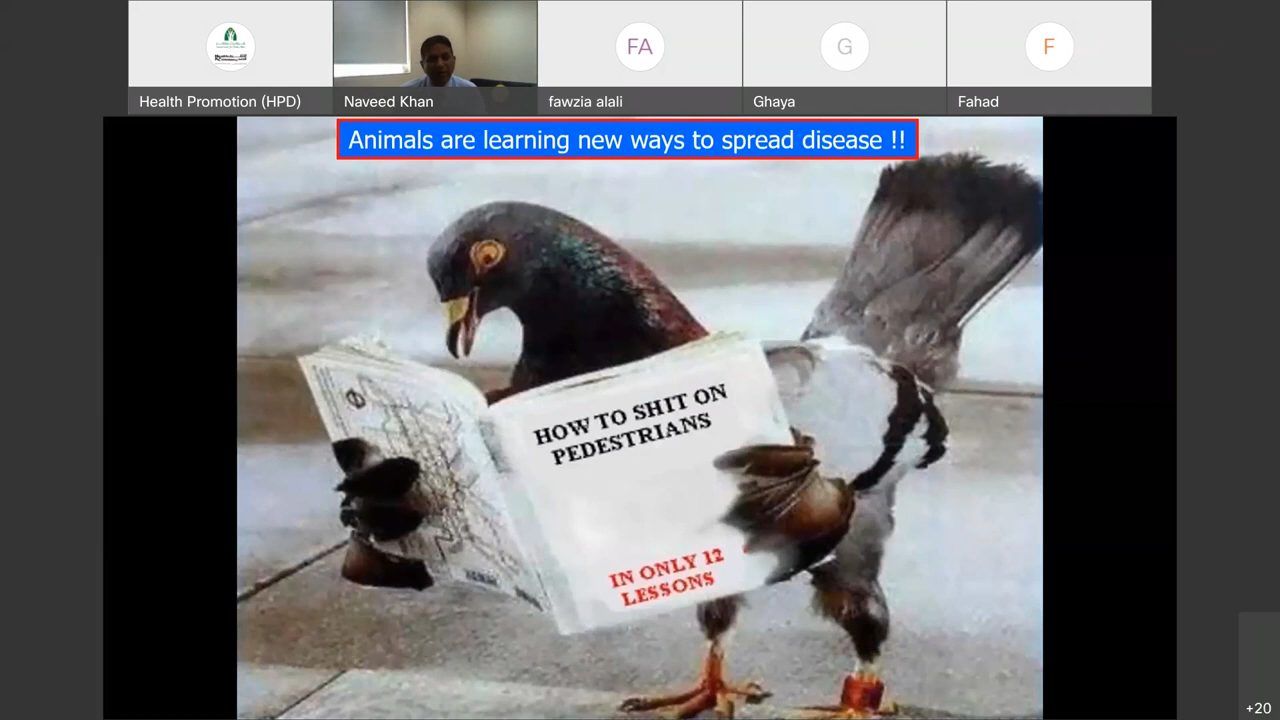 Health Promotion (HPD)
Naveed Khan
FA
fawzia alali
G
Ghaya
F
Fahad
Animals are learning new ways to spread disease !!
HOW TO SHIT ON
PEDESTRIANS
IN ONLY 12
LESSONS
+20